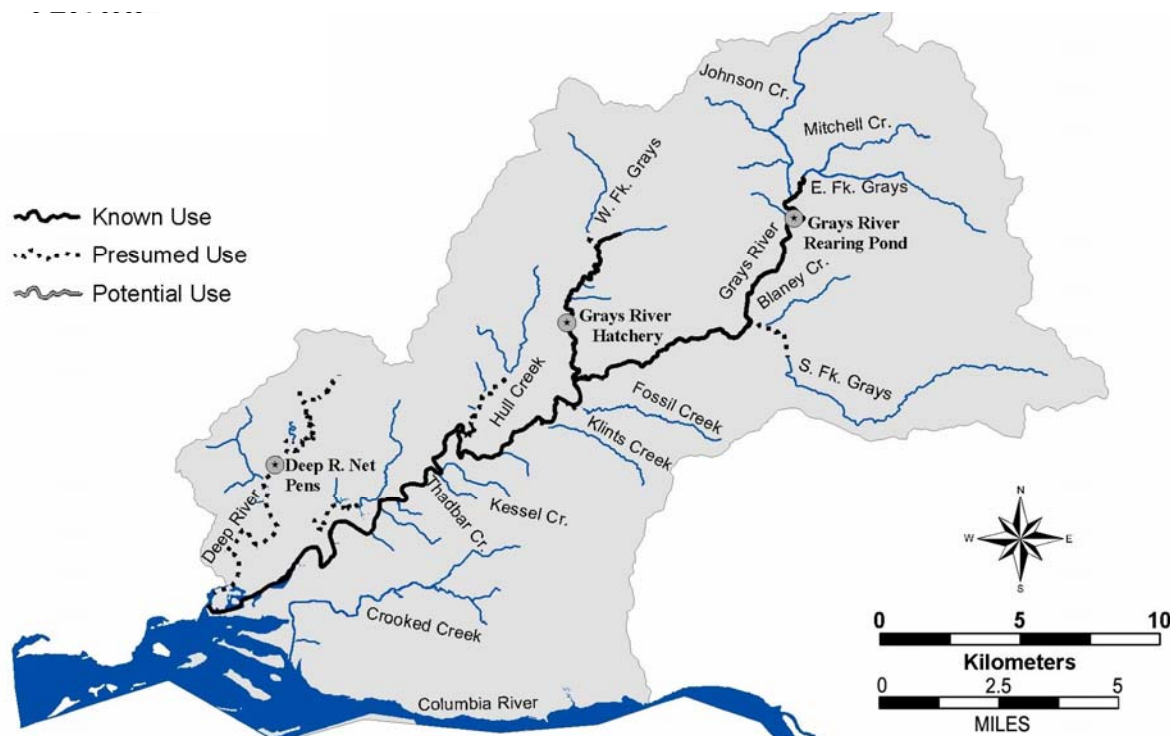 Johnson Cr.
Mitchell Cr.
W. Fk. Grays
E. Fk. Grays
Known Use
Presumed Use
Potential Use
Grays River
Rearing Pond
Grays River
Blaney Cr.
Grays River
Hatchery
S. Fk. Grays
Hull Creek
Fossil Creek
Klints Creek
Deep R. Net
Pens
Deep River
Thadbar Cr.
Kessel Cr.
Crooked Creek
Columbia River
N
W
E
S
0
5
10
Kilometers
0
2.5
5
MILES